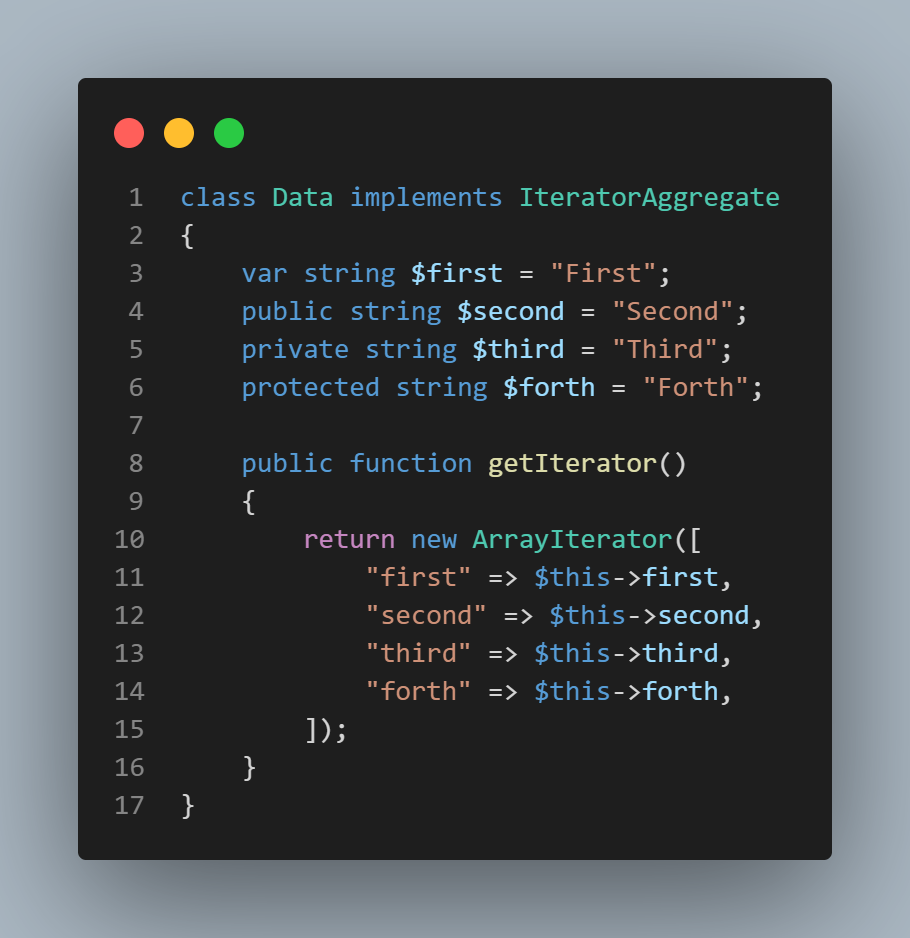 1 class Data implements IteratorAggregate
2 {
3     var string $first = "First";
4     public string $second = "Second";
5     private string $third = "Third";
6     protected string $forth = "Forth";
7
8     public function getIterator()
9     {
10         return new ArrayIterator([
11             "first" => $this->first,
12             "second" => $this->second,
13             "third" => $this->third,
14             "forth" => $this->forth,
15         ]);
16     }
17 }